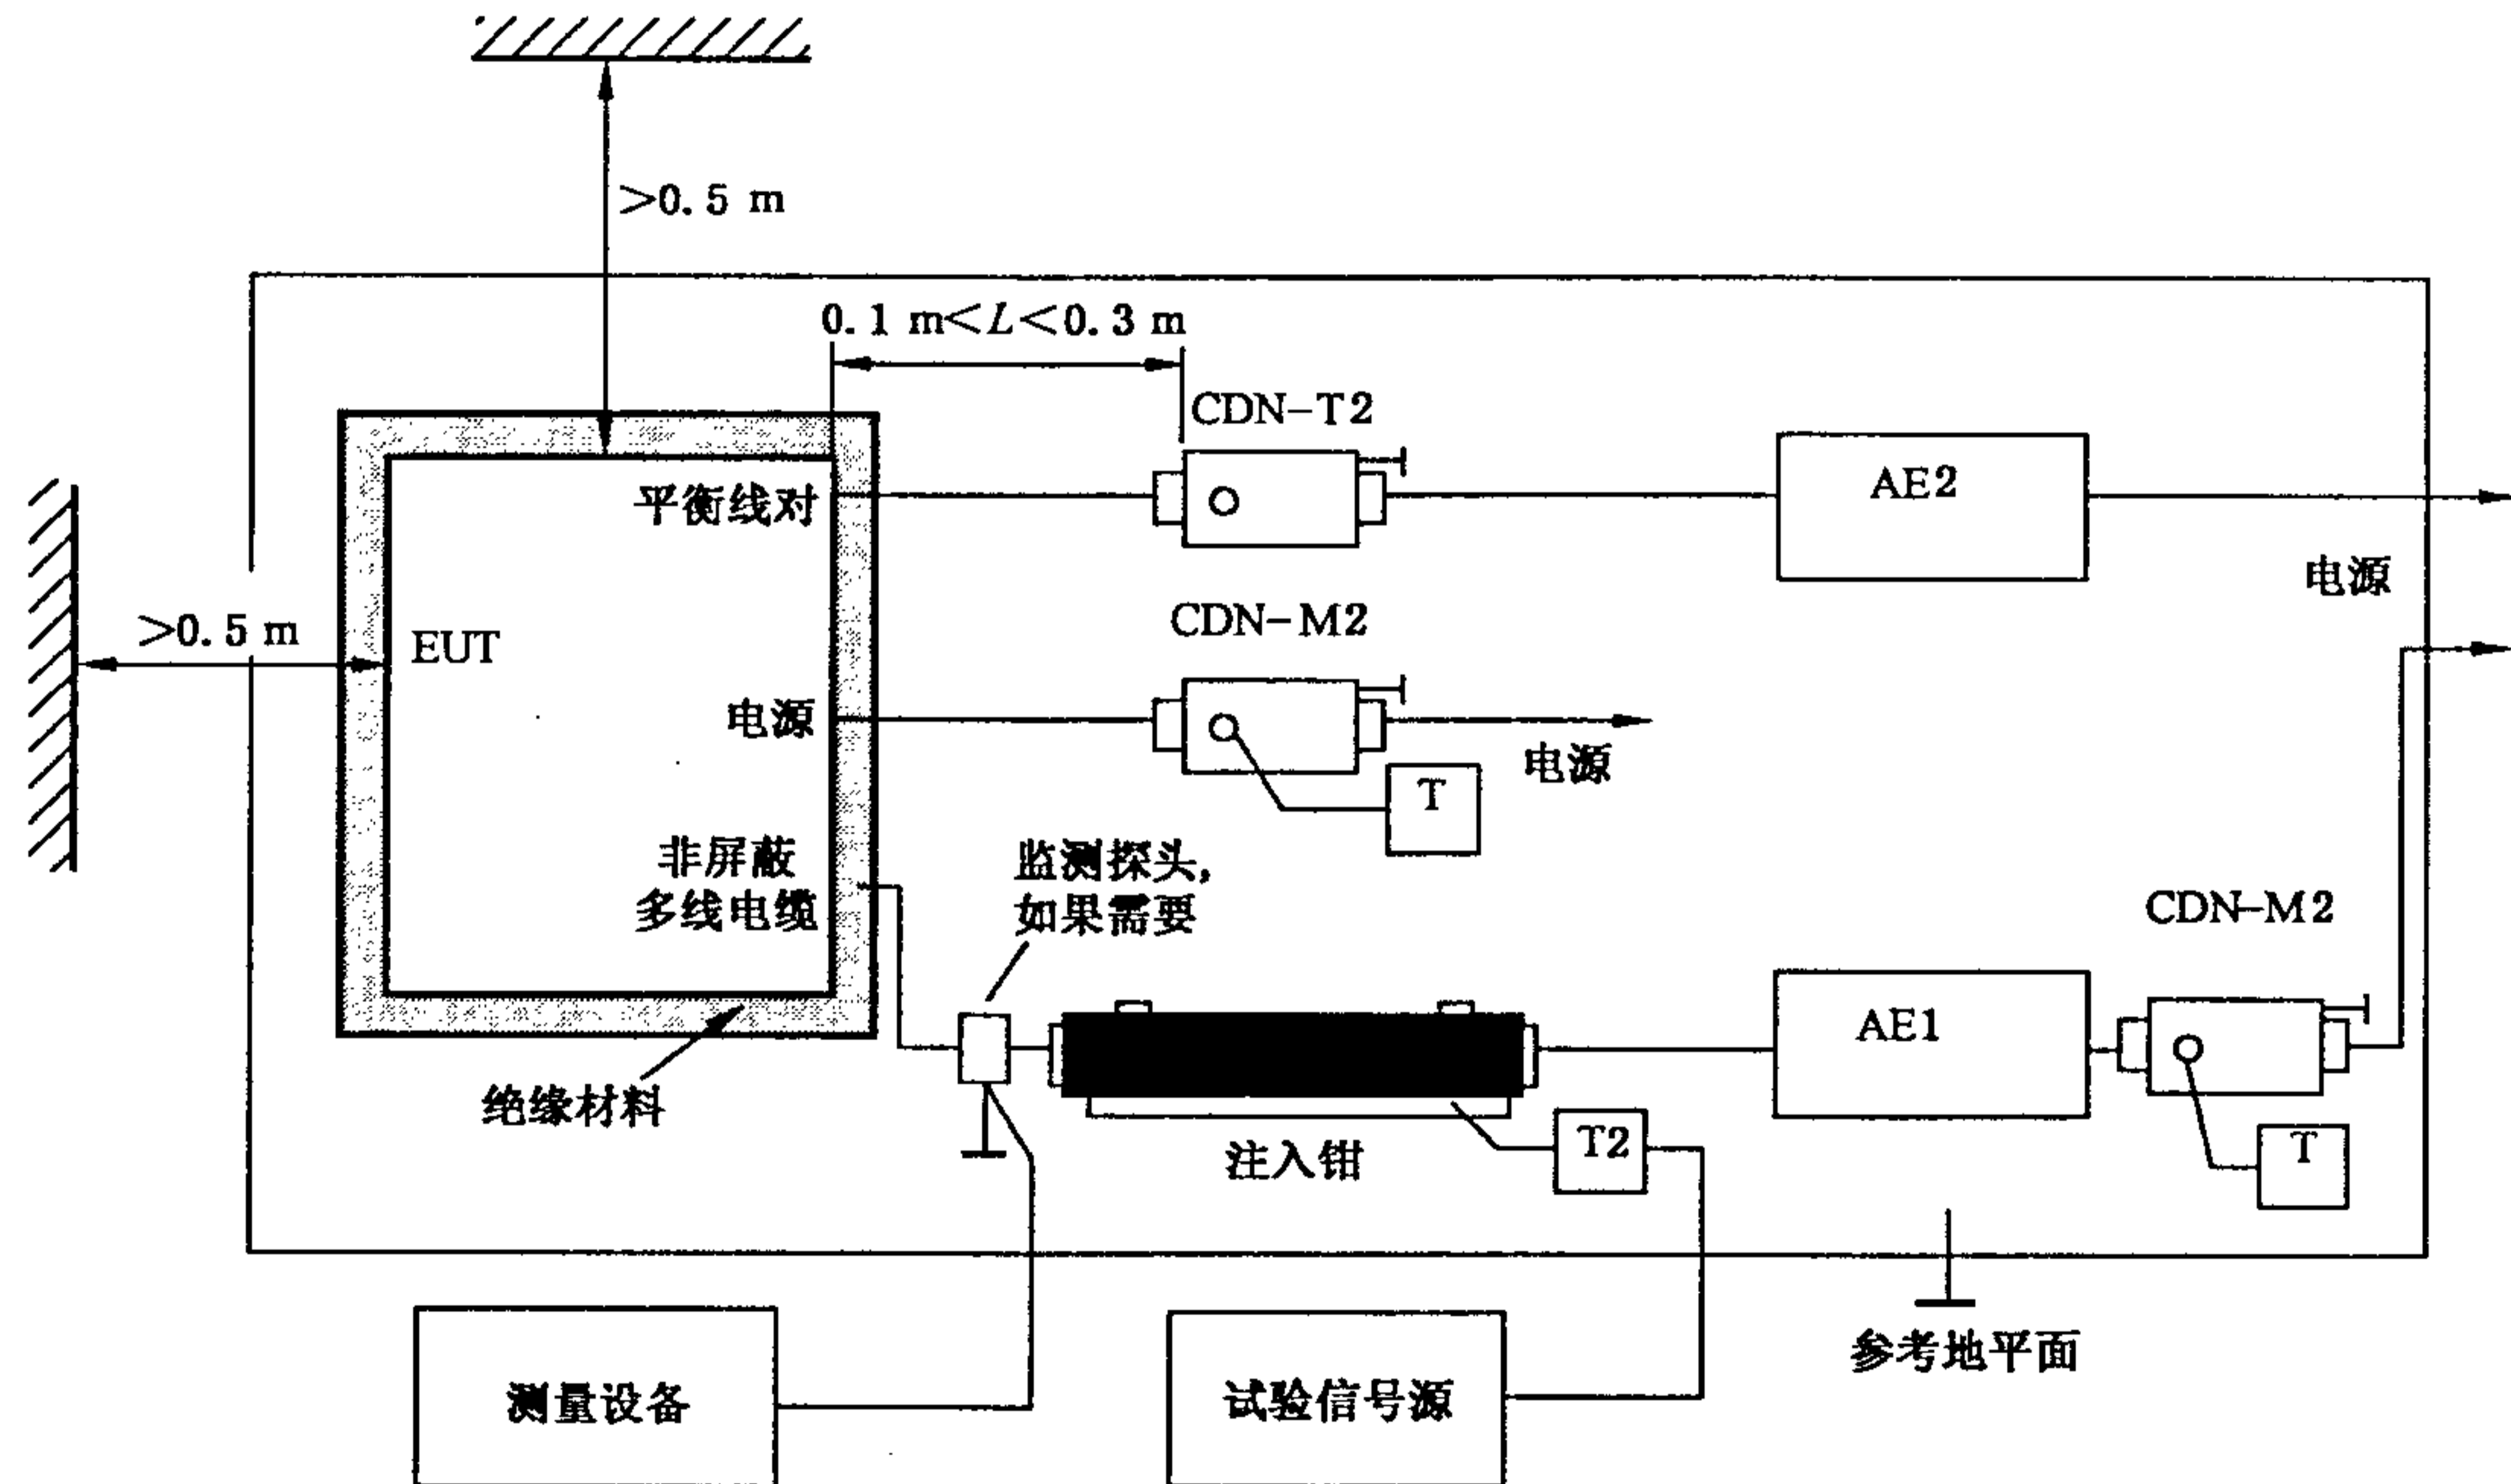 >0.5 m
0.1 m<L<0.3 m
CDN-T2
AE2
平衡线对
电源
>0.5 m
EUT
CDN-M2
电源
电源
T
非屏蔽
多线电缆
监测探头,
如果需要
CDN-M2
AE1
绝缘材料
注入钳
T2
T
参考地平面
测量设备
试验信号源